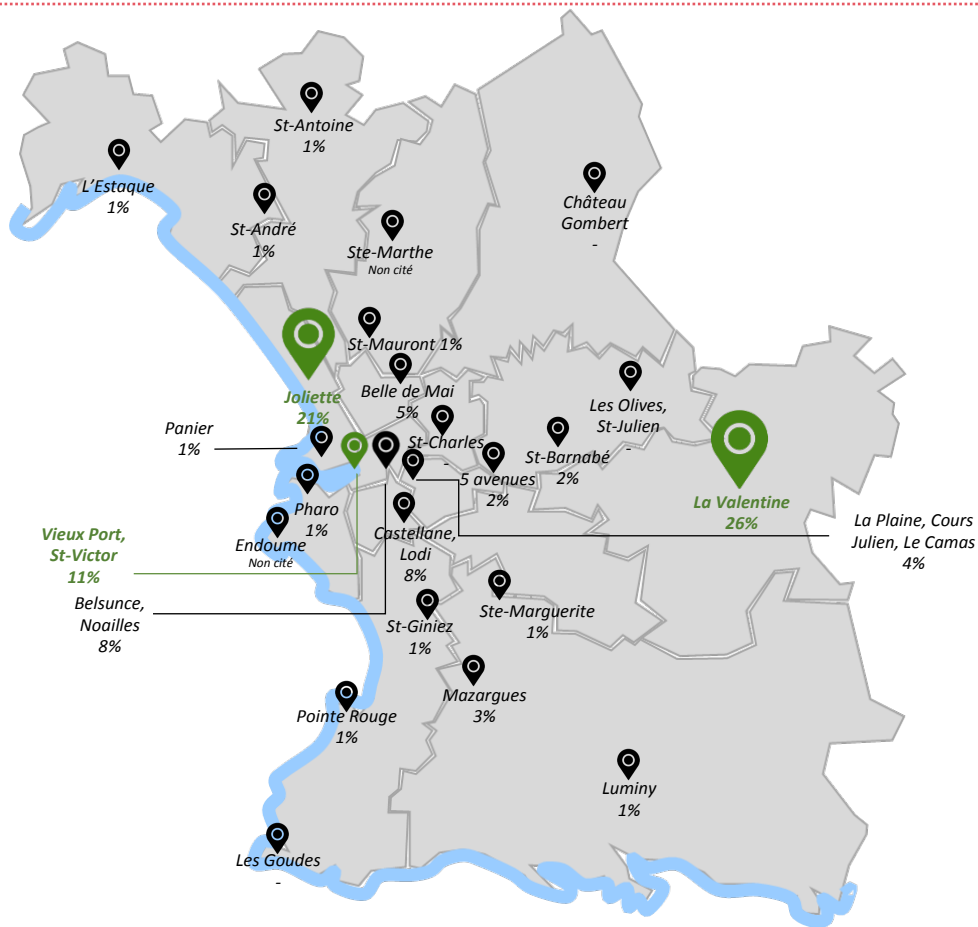 St-Antoine
1%
L'Estaque
1%
St-André
1%
Château
Gombert
-
Ste-Marthe
Non cité
St-Mauront 1%
Belle de Mai
5%
Joliette
21%
Les Olives,
St-Julien
-
Panier
1%
St-Charles
-
St-Barnabé
2%
5 avenues
2%
La Valentine
26%
Pharo
1%
Endoume
Non cité
Castellane,
Lodi
8%
La Plaine, Cours
Julien, Le Camas
4%
Vieux Port,
St-Victor
11%
Belsunce,
Noailles
8%
Ste-Marguerite
1%
St-Giniez
1%
Mazargues
3%
Pointe Rouge
1%
Luminy
1%
Les Goudes
-